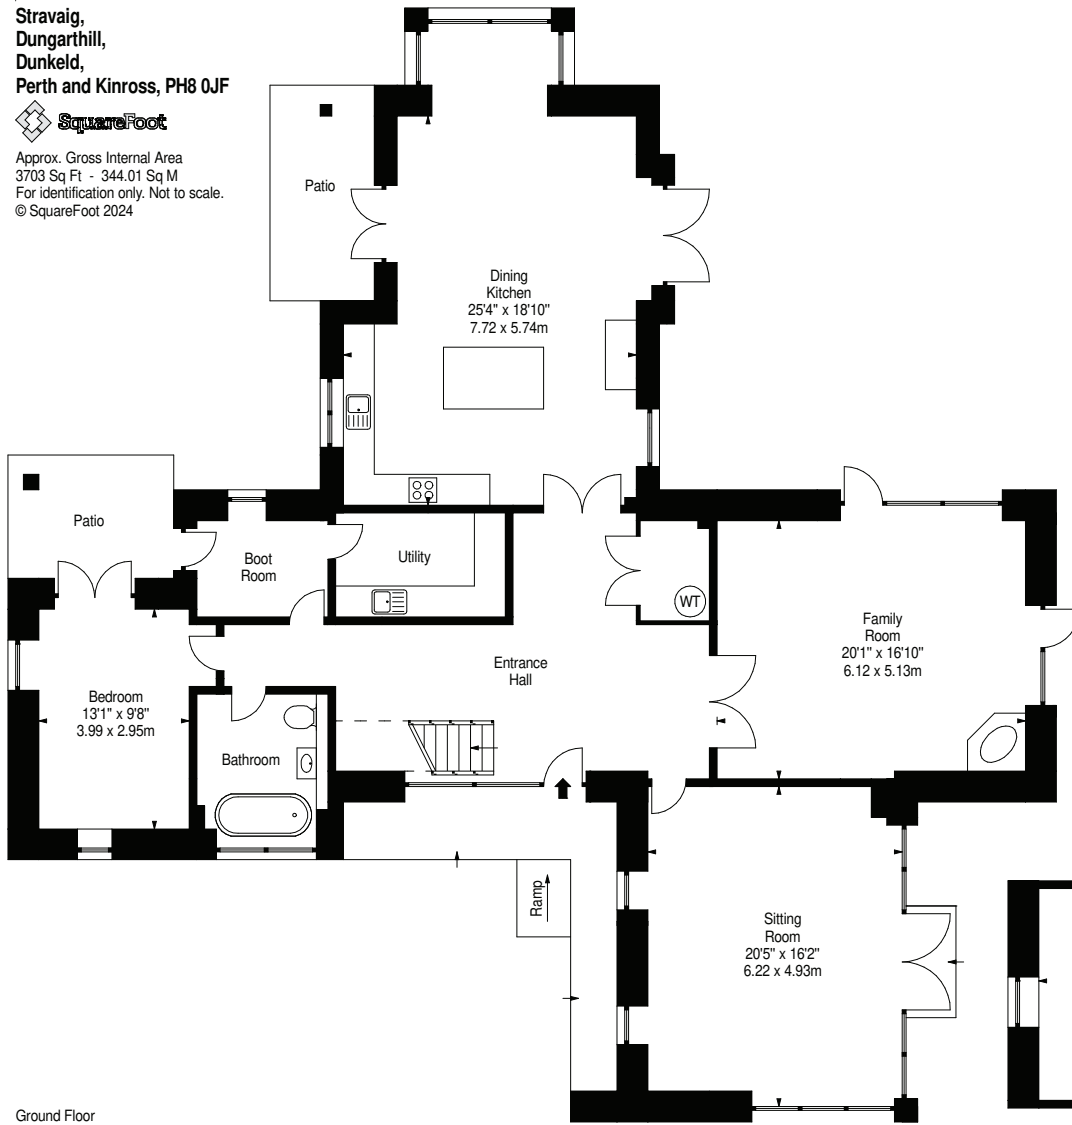 Stravaig,
Dungarthill,
Dunkeld,
Perth and Kinross, PH8 0JF
SquareFoot
Approx. Gross Internal Area
3703 Sq Ft - 344.01 Sq M
For identification only. Not to scale.
© SquareFoot 2024
Patio
Dining
Kitchen
25'4" x 18'10"
7.72 x 5.74m
Patio
Boot
Room
Utility
WT
Family
Room
20'1" x 16'10"
6.12 x 5.13m
Entrance
Hall
Bedroom
13'1" x 9'8"
3.99 x 2.95m
Bathroom
Ramp
Sitting
Room
20'5" x 16'2"
6.22 x 4.93m
Ground Floor